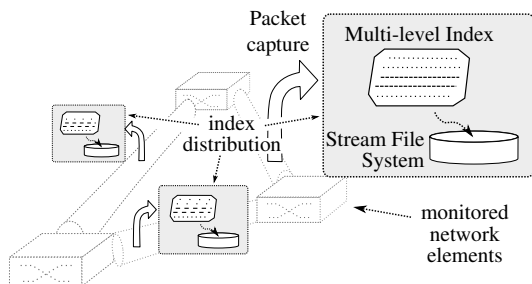 Packet
capture
Multi-level Index
index
distribution
Stream File
System
monitored
network
elements